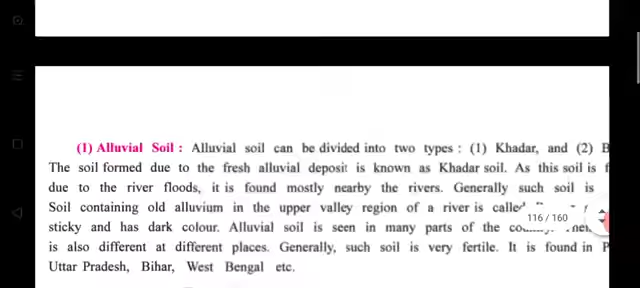 (1) Alluvial Soil : Alluvial soil can be divided into two types : (1) Khadar, and (2)
The soil formed due to the fresh alluvial deposit is known as Khadar soil. As this soil is
due to the river floods, it is found mostly nearby the rivers. Generally such soil is
Soil containing old alluvium in the upper valley region of a river is called
116 / 160
sticky and has dark colour. Alluvial soil is seen in many parts of the
is also different at different places. Generally, such soil is very fertile. It is found in
Uttar Pradesh, Bihar, West Bengal etc.